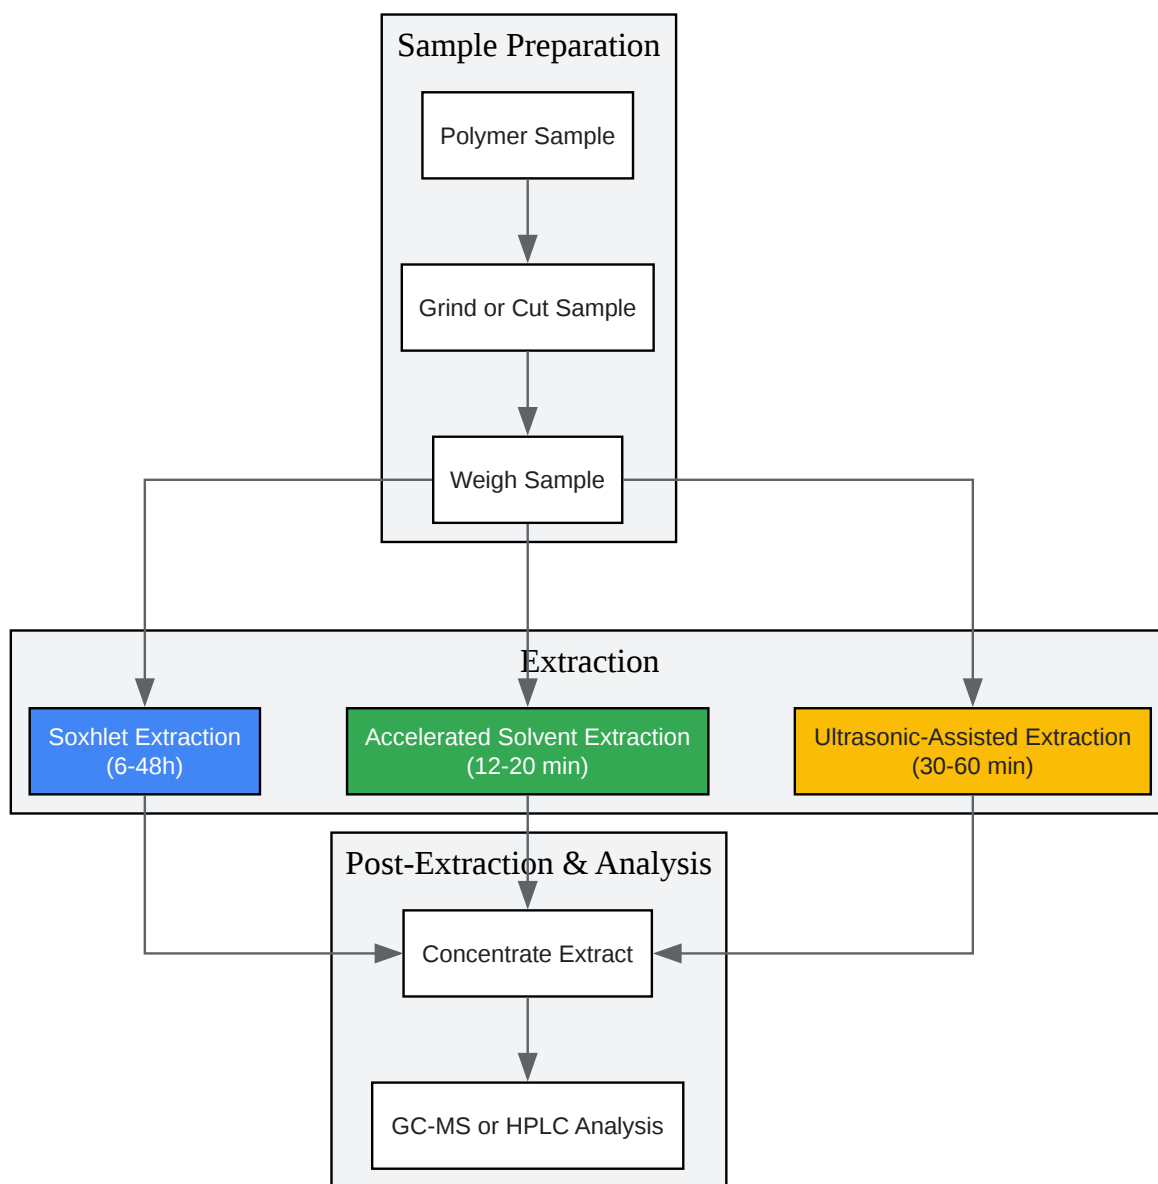 Sample Preparation
Polymer Sample
Grind or Cut Sample
Weigh Sample
Extraction
Soxhlet Extraction
(6-48h)
Accelerated Solvent Extraction
(12-20 min)
Ultrasonic-Assisted Extraction
(30-60 min)
Post-Extraction & Analysis
Concentrate Extract
GC-MS or HPLC Analysis